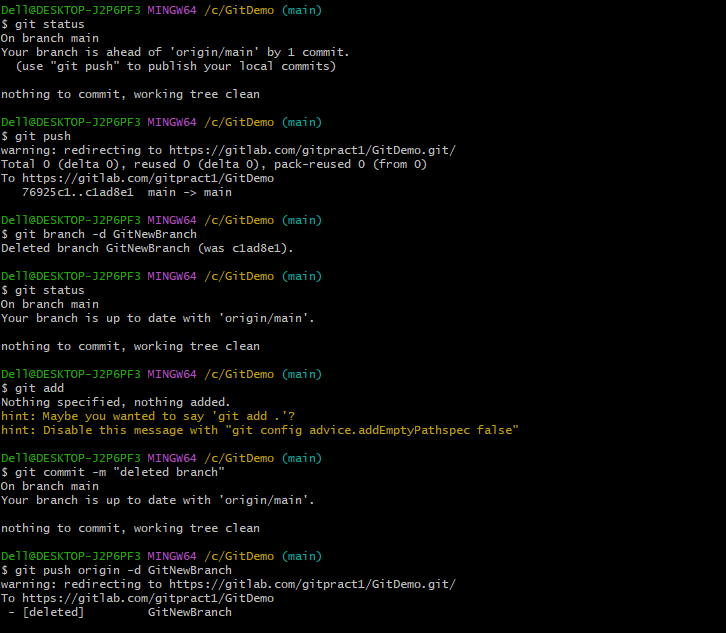 Dell@DESKTOP-J2P6PF3 MINGW64 /c/GitDemo (main)
$ git status
On branch main
Your branch is ahead of 'origin/main' by 1 commit.
  (use "git push" to publish your local commits)

nothing to commit, working tree clean

Dell@DESKTOP-J2P6PF3 MINGW64 /c/GitDemo (main)
$ git push
warning: redirecting to https://gitlab.com/gitpract1/GitDemo.git/
Total 0 (delta 0), reused 0 (delta 0), pack-reused 0 (from 0)
To https://gitlab.com/gitpract1/GitDemo
   76925c1..c1ad8e1  main -> main

Dell@DESKTOP-J2P6PF3 MINGW64 /c/GitDemo (main)
$ git branch -d GitNewBranch
Deleted branch GitNewBranch (was c1ad8e1).

Dell@DESKTOP-J2P6PF3 MINGW64 /c/GitDemo (main)
$ git status
On branch main
Your branch is up to date with 'origin/main'.

nothing to commit, working tree clean

Dell@DESKTOP-J2P6PF3 MINGW64 /c/GitDemo (main)
$ git add
Nothing specified, nothing added.
hint: Maybe you wanted to say 'git add .'?
hint: Disable this message with "git config advice.addEmptyPathspec false"

Dell@DESKTOP-J2P6PF3 MINGW64 /c/GitDemo (main)
$ git commit -m "deleted branch"
On branch main
Your branch is up to date with 'origin/main'.

nothing to commit, working tree clean

Dell@DESKTOP-J2P6PF3 MINGW64 /c/GitDemo (main)
$ git push origin -d GitNewBranch
warning: redirecting to https://gitlab.com/gitpract1/GitDemo.git/
To https://gitlab.com/gitpract1/GitDemo
 - [deleted]         GitNewBranch